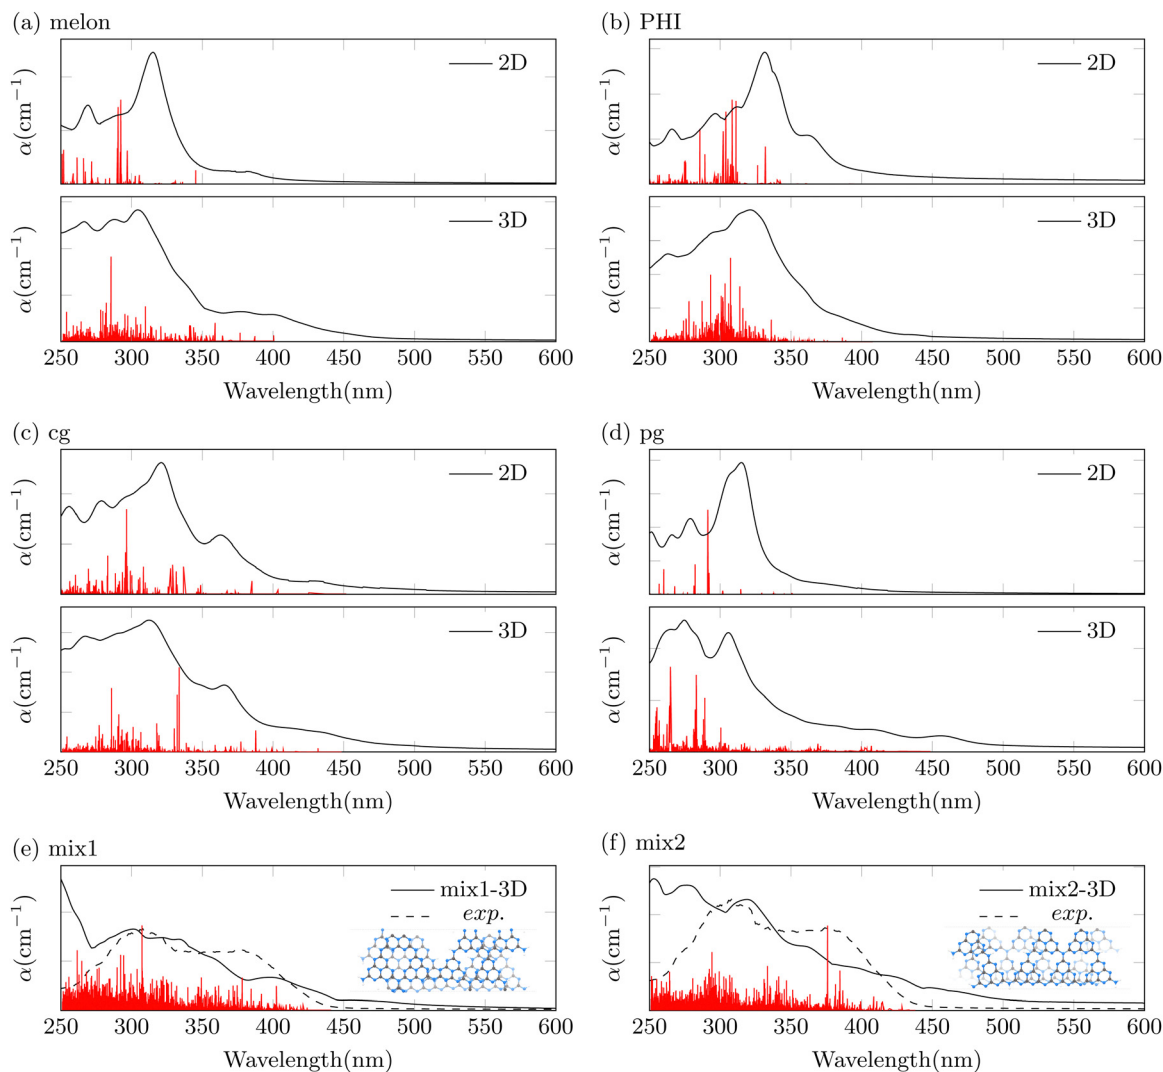 (a) melon
α(cm⁻¹)
2D
α(cm⁻¹)
3D
250 300 350 400 450 500 550 600
Wavelength(nm)
(b) PHI
α(cm⁻¹)
2D
α(cm⁻¹)
3D
250 300 350 400 450 500 550 600
Wavelength(nm)
(c) cg
α(cm⁻¹)
2D
α(cm⁻¹)
3D
250 300 350 400 450 500 550 600
Wavelength(nm)
(d) pg
α(cm⁻¹)
2D
α(cm⁻¹)
3D
250 300 350 400 450 500 550 600
Wavelength(nm)
(e) mix1
α(cm⁻¹)
mix1-3D
exp.
250 300 350 400 450 500 550 600
Wavelength(nm)
(f) mix2
α(cm⁻¹)
mix2-3D
exp.
250 300 350 400 450 500 550 600
Wavelength(nm)